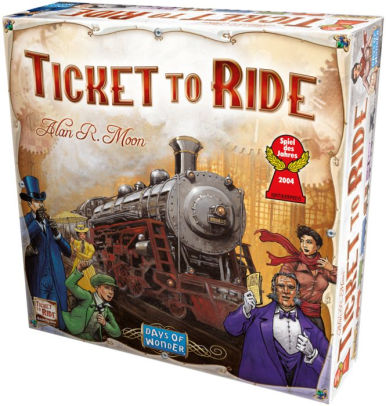 TICKET TO RIDE
Alan R. Moon
Spiel
des
Jahres
2004
TICKET
TO
RIDE
DAYS OF
WONDER
TICKET TO RIDE